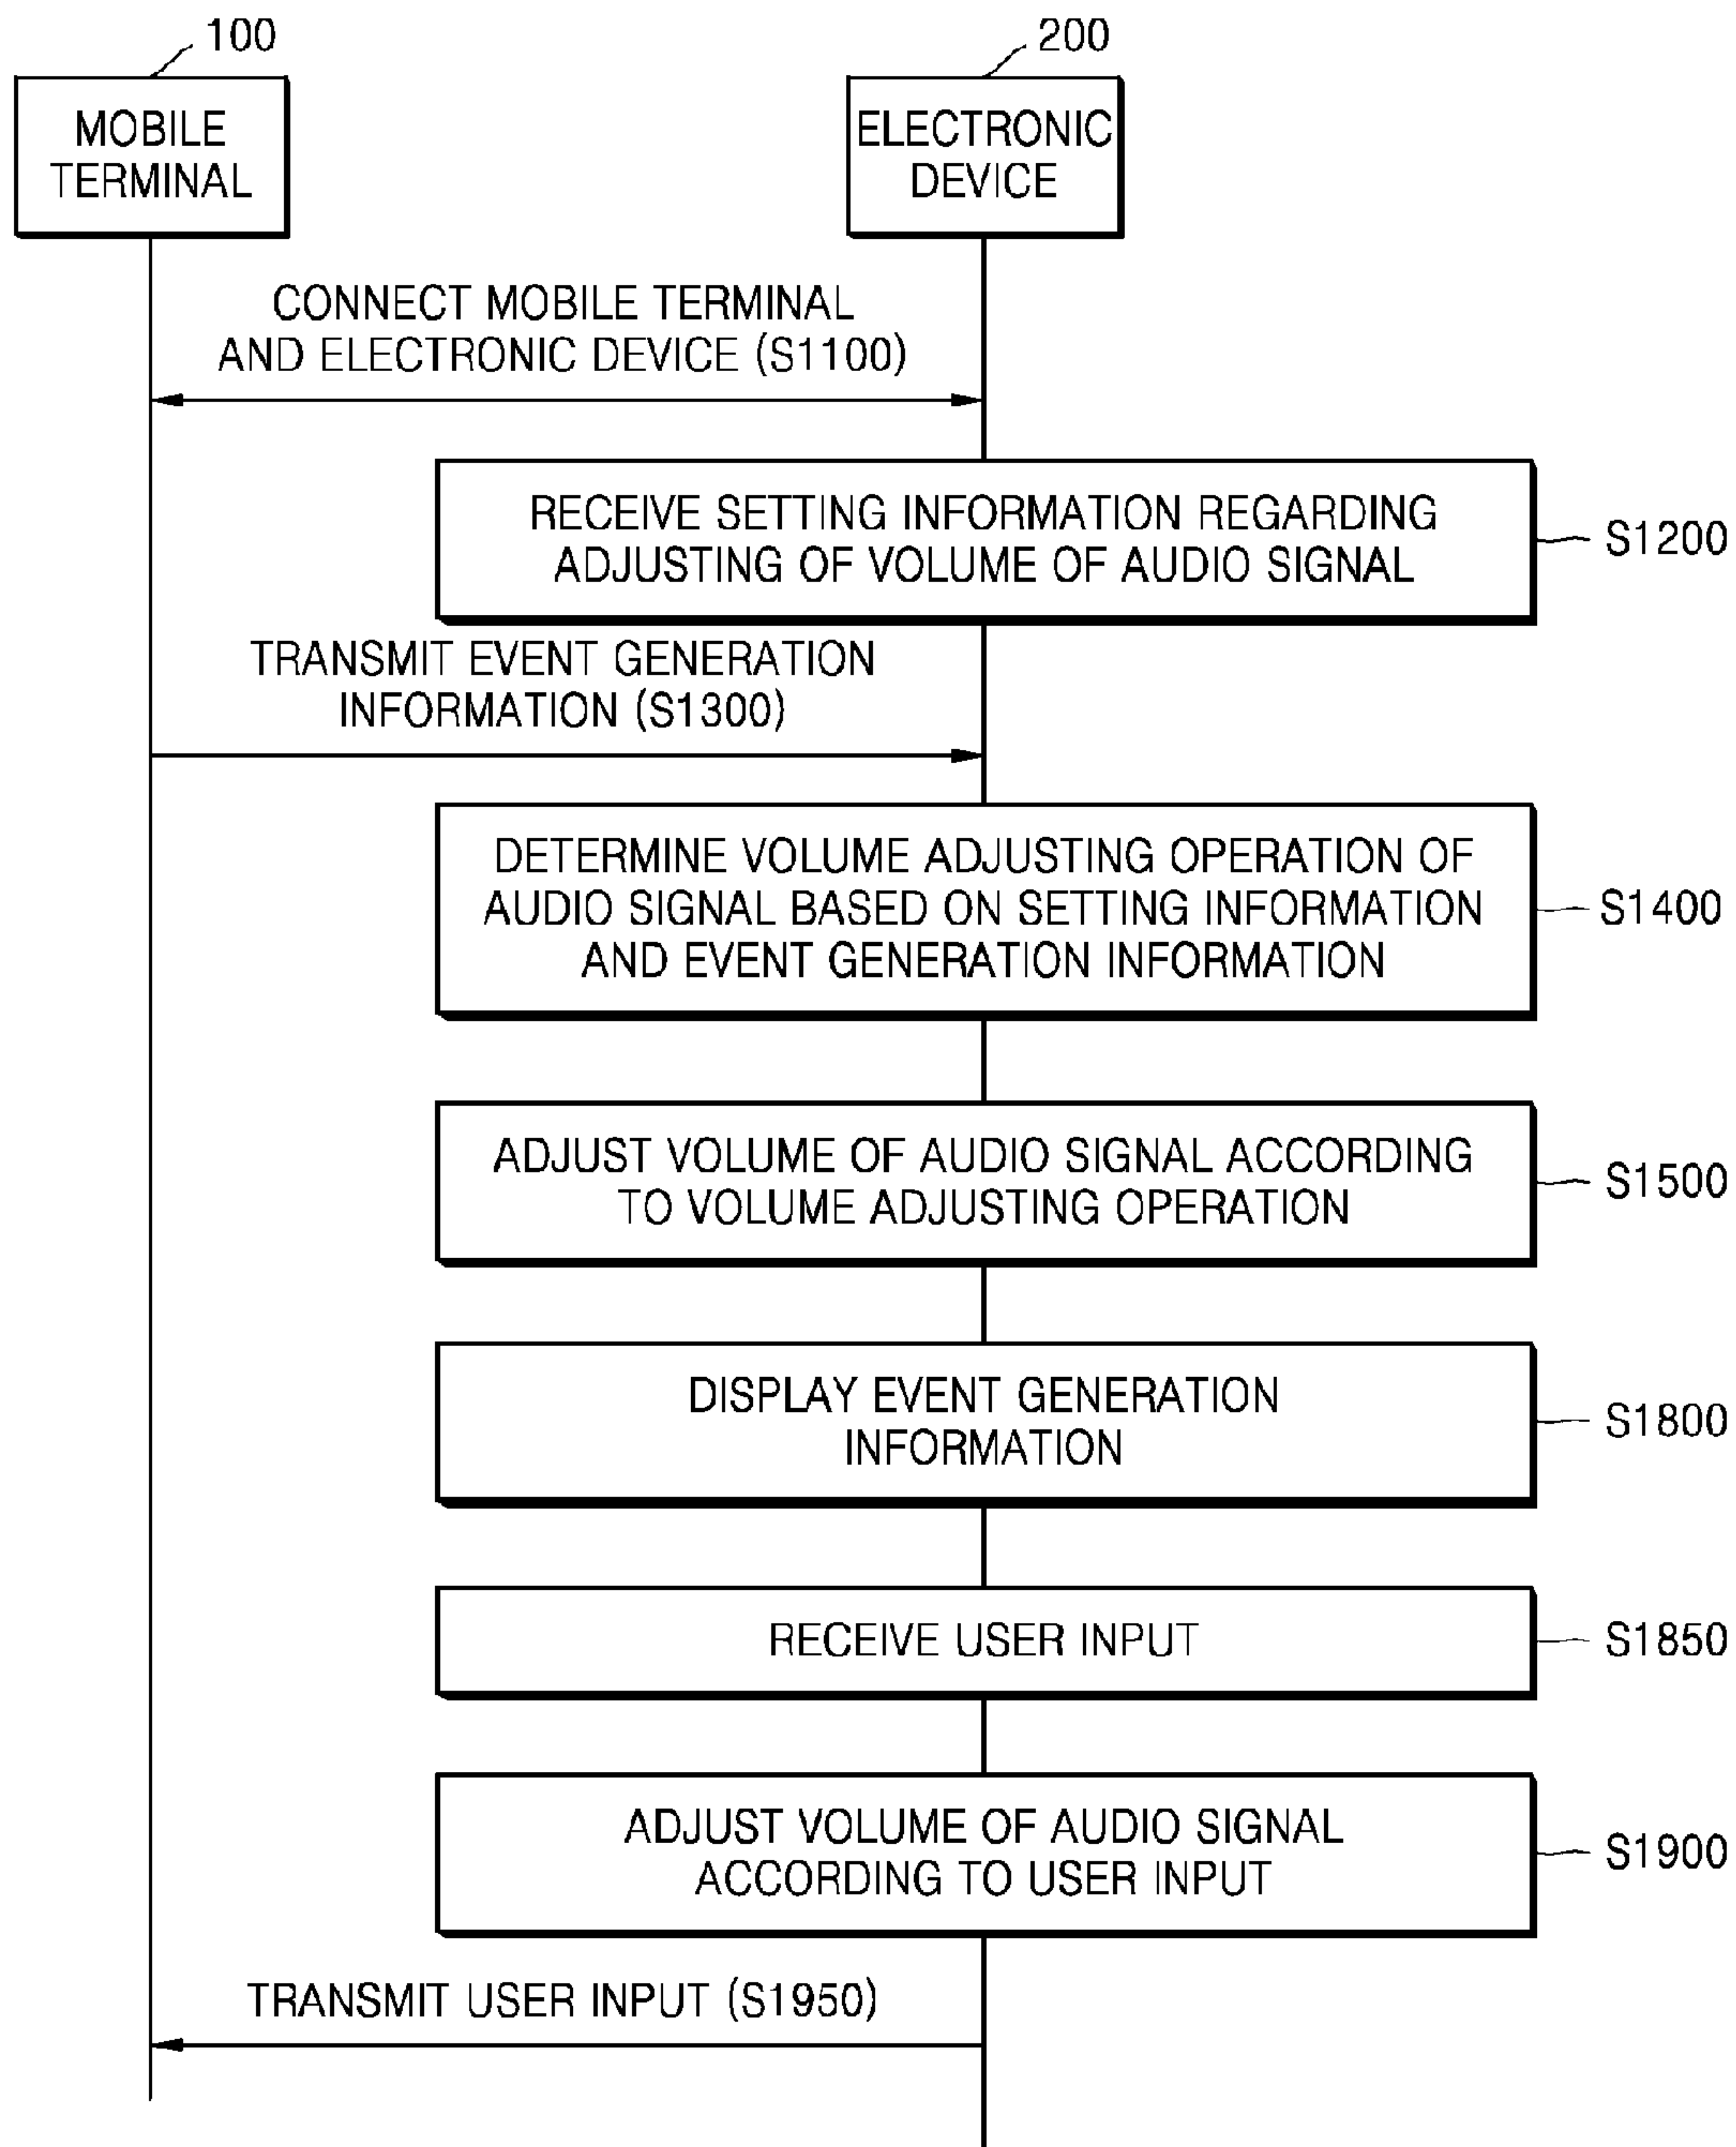 100
200
MOBILE
TERMINAL
ELECTRONIC
DEVICE
CONNECT MOBILE TERMINAL
AND ELECTRONIC DEVICE (S1100)
RECEIVE SETTING INFORMATION REGARDING
ADJUSTING OF VOLUME OF AUDIO SIGNAL
S1200
TRANSMIT EVENT GENERATION
INFORMATION (S1300)
DETERMINE VOLUME ADJUSTING OPERATION OF
AUDIO SIGNAL BASED ON SETTING INFORMATION
AND EVENT GENERATION INFORMATION
S1400
ADJUST VOLUME OF AUDIO SIGNAL ACCORDING
TO VOLUME ADJUSTING OPERATION
S1500
DISPLAY EVENT GENERATION
INFORMATION
S1800
RECEIVE USER INPUT
S1850
ADJUST VOLUME OF AUDIO SIGNAL
ACCORDING TO USER INPUT
S1900
TRANSMIT USER INPUT (S1950)